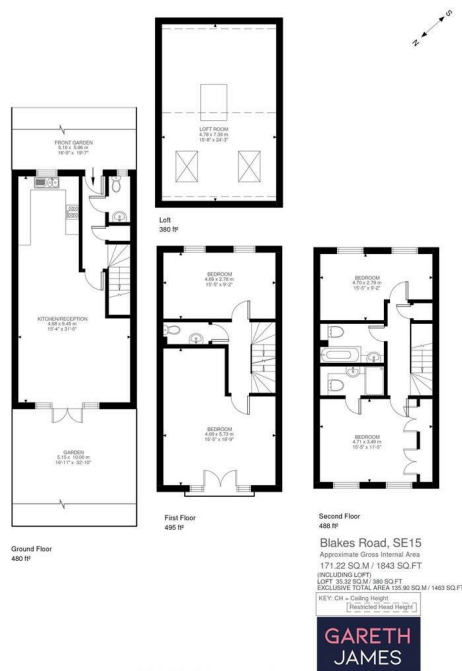 S
N
LOFT ROOM
4.78 x 7.38 m
15'-8" x 24'-3"
Loft
380 ft²
FRONT GARDEN
5.10 x 5.96 m
16'-9" x 19'-7"
KITCHEN/RECEPTION
4.68 x 9.45 m
15'-4" x 31'-0"
GARDEN
5.15 x 10.00 m
16'-11" x 32'-10"
Ground Floor
480 ft²
BEDROOM
4.69 x 2.78 m
15'-5" x 9'-2"
BEDROOM
4.69 x 5.73 m
15'-5" x 18'-9"
First Floor
495 ft²
BEDROOM
4.70 x 2.78 m
15'-5" x 9'-2"
BEDROOM
4.71 x 3.49 m
15'-5" x 11'-5"
Second Floor
488 ft²
Blakes Road, SE15
Approximate Gross Internal Area
171.22 SQ.M / 1843 SQ.FT
(INCLUDING LOFT)
LOFT 35.32 SQ.M / 380 SQ.FT
EXCLUSIVE TOTAL AREA 135.90 SQ.M / 1463 SQ.FT
KEY: CH = Ceiling Height
Restricted Head Height
GARETH
JAMES